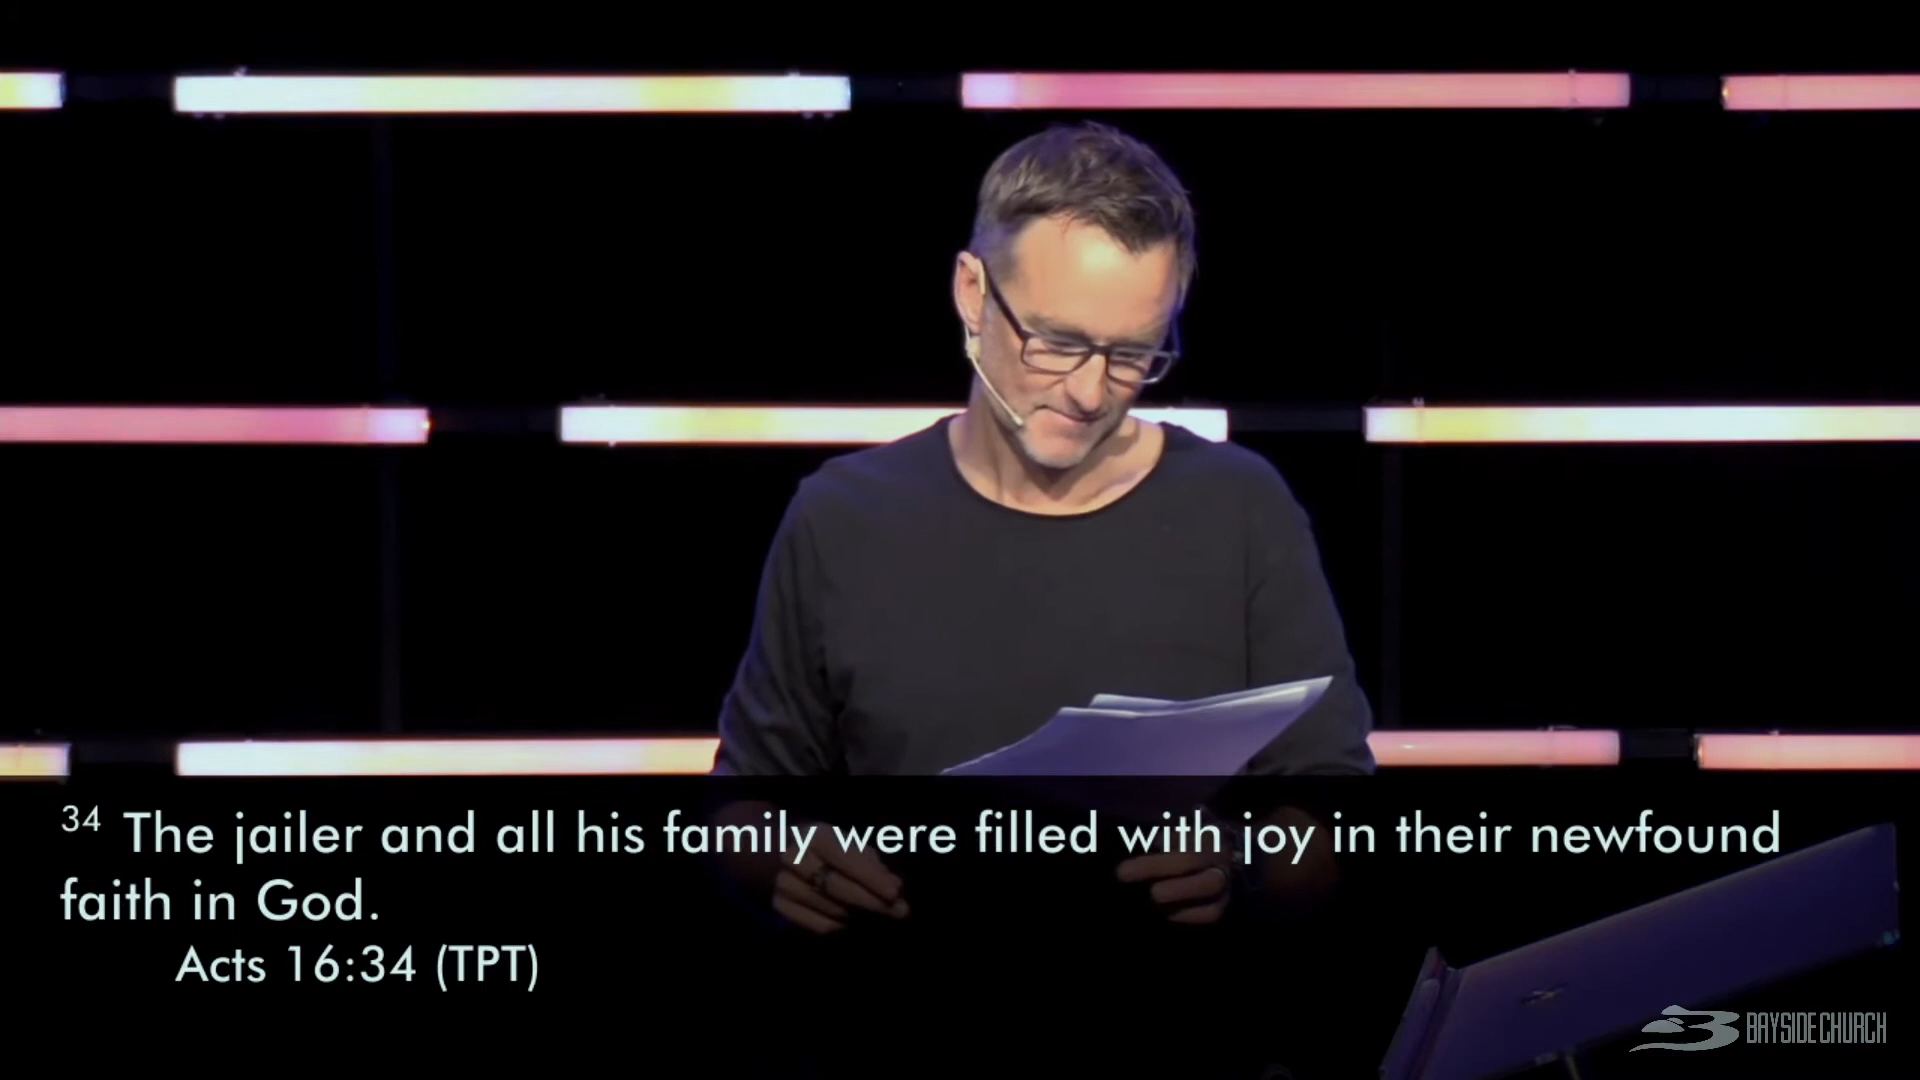 34 The jailer and all his family were filled with joy in their newfound
faith in God.
Acts 16:34 (TPT)
BAYSIDE CHURCH